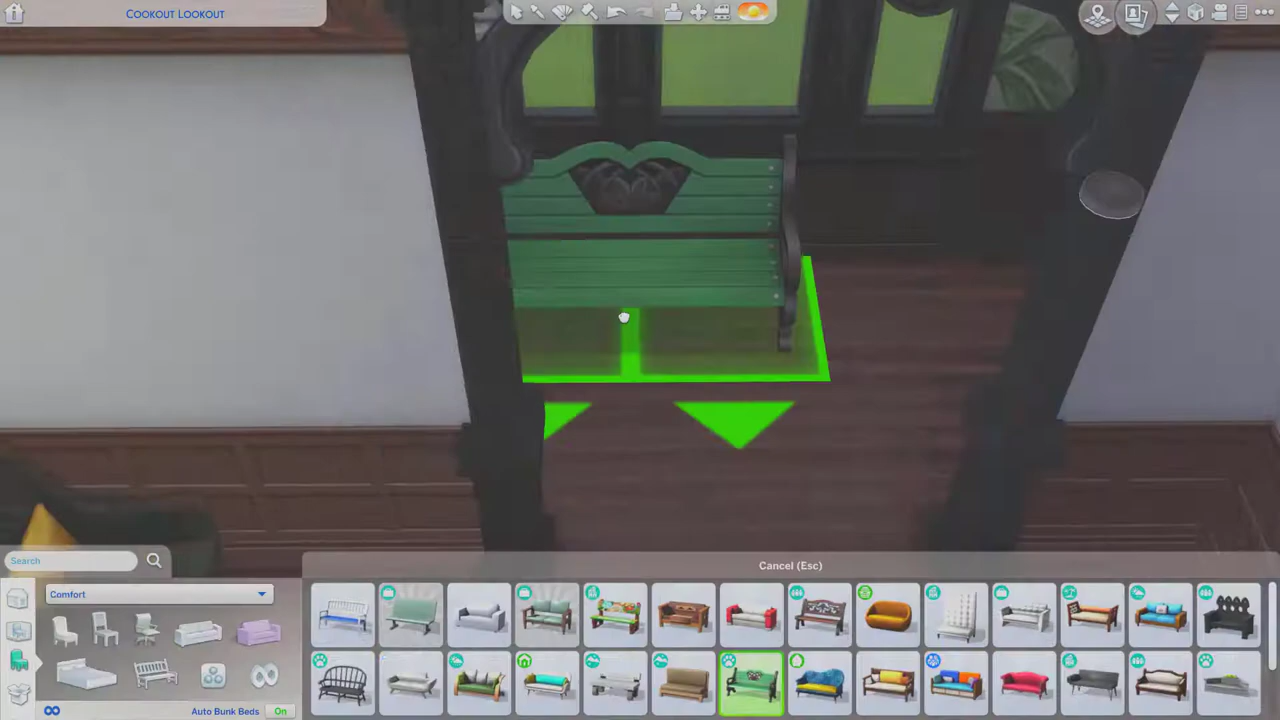 COOKOUT LOOKOUT
Cancel (Esc)
Search
Comfort
Auto Bunk Beds On